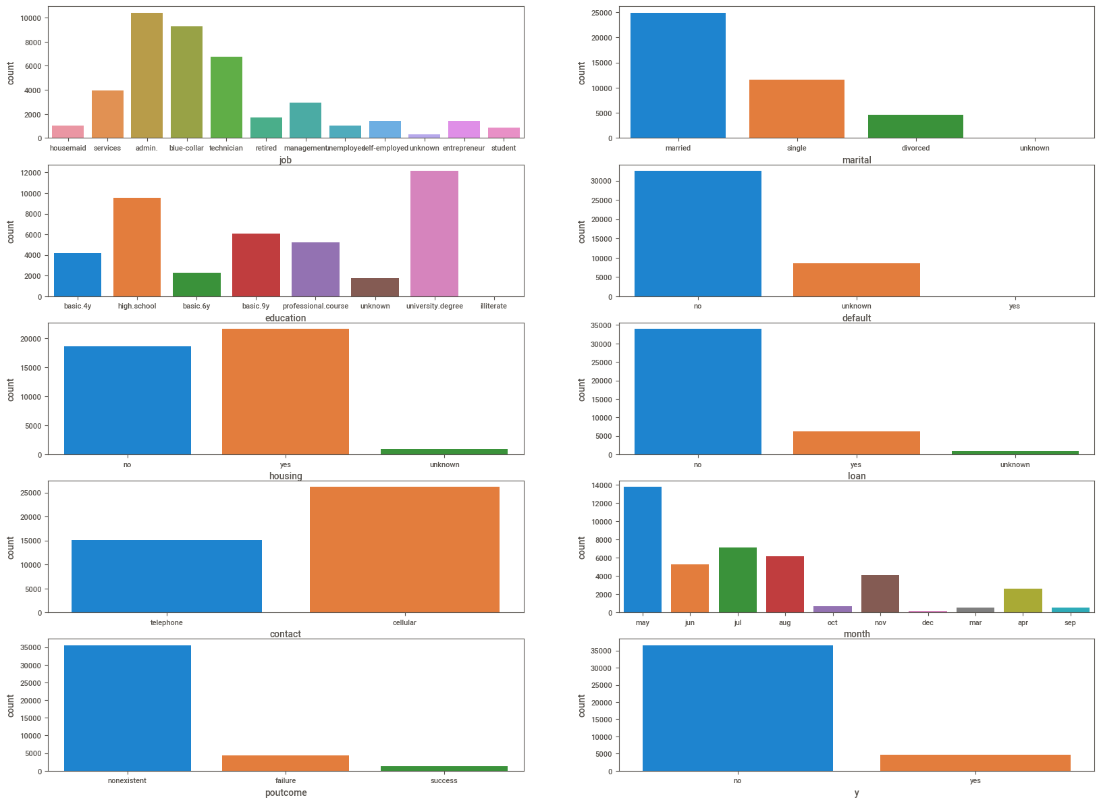 10000
8000
6000
4000
2000
0
count
housemaid services admin. blue-collar technician retired management unemployed self-employed unknown entrepreneur student
job
25000
20000
15000
10000
5000
0
count
married single divorced unknown
marital
12000
10000
8000
6000
4000
2000
0
count
basic.4y high.school basic.6y basic.9y professional.course unknown university.degree illiterate
education
30000
25000
20000
15000
10000
5000
0
count
no unknown yes
default
20000
15000
10000
5000
0
count
no yes unknown
housing
35000
30000
25000
20000
15000
10000
5000
0
count
no yes unknown
loan
25000
20000
15000
10000
5000
0
count
telephone cellular
contact
14000
12000
10000
8000
6000
4000
2000
0
count
may jun jul aug oct nov dec mar apr sep
month
35000
30000
25000
20000
15000
10000
5000
0
count
nonexistent failure success
poutcome
35000
30000
25000
20000
15000
10000
5000
0
count
no yes
y